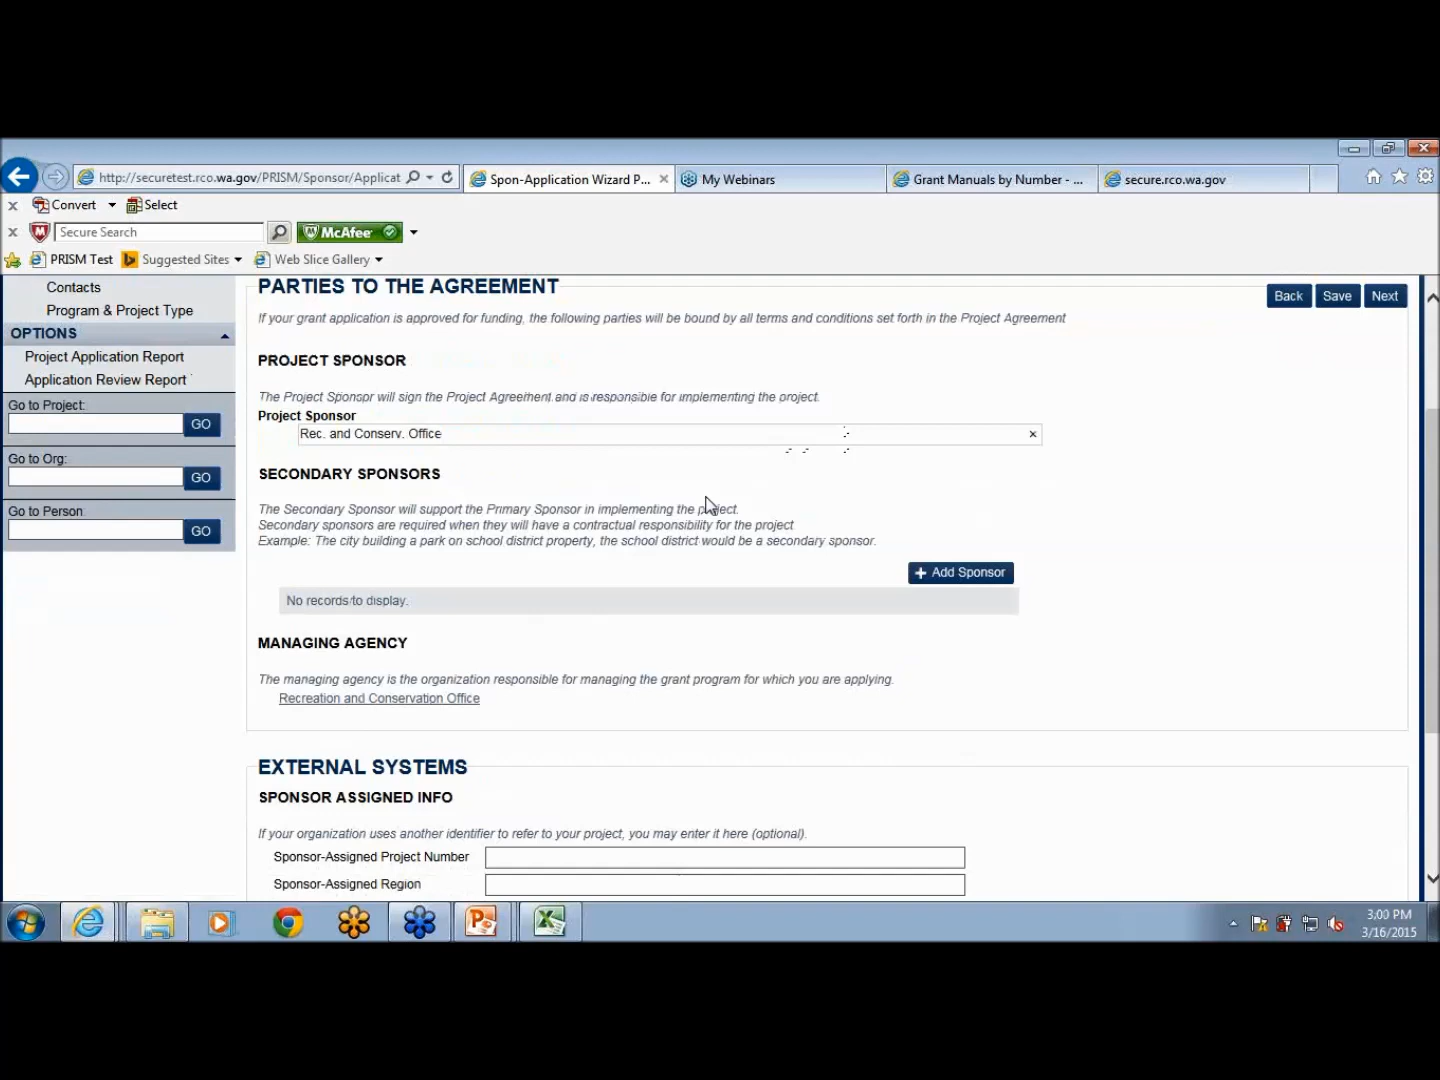 http://securetest.rco.wa.gov/PRISM/Sponsor/Applicat
Spon-Application Wizard P...
My Webinars
Grant Manuals by Number - ...
secure.rco.wa.gov
Convert
Select
Secure Search
McAfee
PRISM Test
Suggested Sites
Web Slice Gallery
Contacts
Program & Project Type
OPTIONS
Project Application Report
Application Review Report
Go to Project:
GO
Go to Org:
GO
Go to Person
GO
PARTIES TO THE AGREEMENT
Back
Save
Next
If your grant application is approved for funding, the following parties will be bound by all terms and conditions set forth in the Project Agreement
PROJECT SPONSOR
The Project Sponsor will sign the Project Agreement and is responsible for implementing the project.
Project Sponsor
Rec. and Conserv. Office
SECONDARY SPONSORS
The Secondary Sponsor will support the Primary Sponsor in implementing the project.
Secondary sponsors are required when they will have a contractual responsibility for the project
Example: The city building a park on school district property, the school district would be a secondary sponsor.
+ Add Sponsor
No records to display.
MANAGING AGENCY
The managing agency is the organization responsible for managing the grant program for which you are applying.
Recreation and Conservation Office
EXTERNAL SYSTEMS
SPONSOR ASSIGNED INFO
If your organization uses another identifier to refer to your project, you may enter it here (optional).
Sponsor-Assigned Project Number
Sponsor-Assigned Region
3:00 PM
3/16/2015